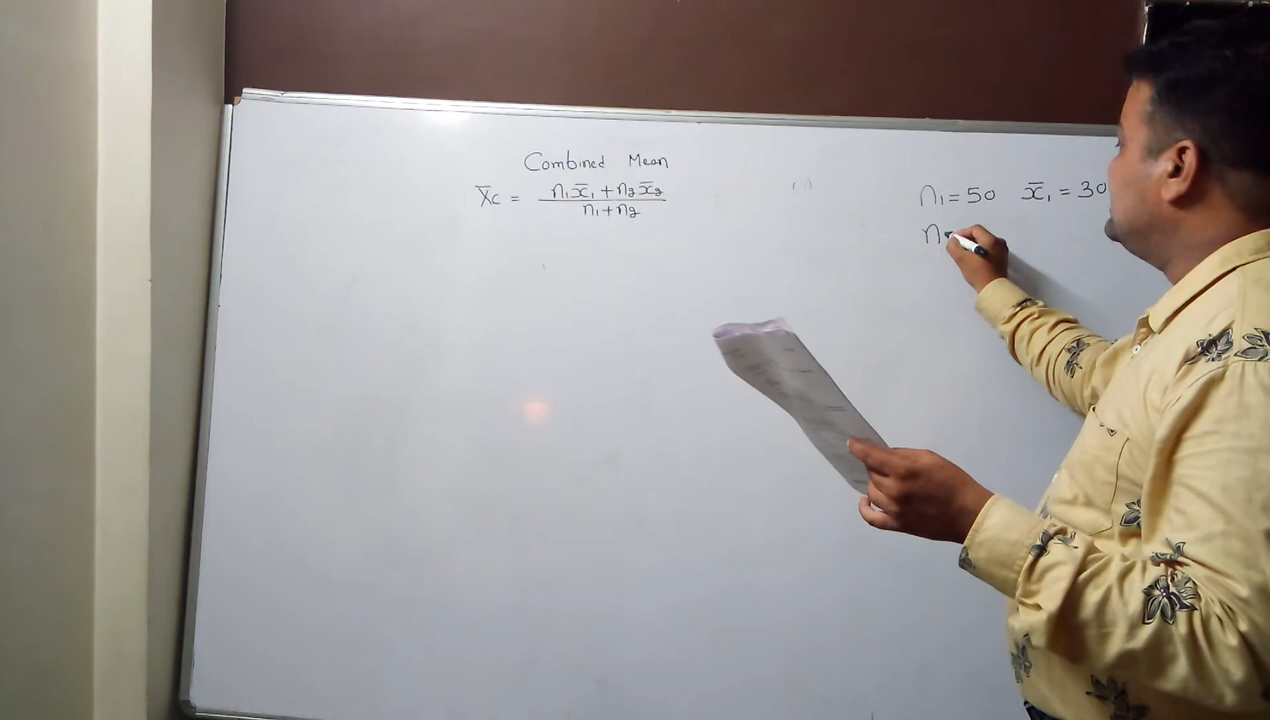 Combined Mean
X̄c = n₁x̄₁ + n₂x̄₂ / n₁ + n₂
n₁ = 50 x̄₁ = 30
n